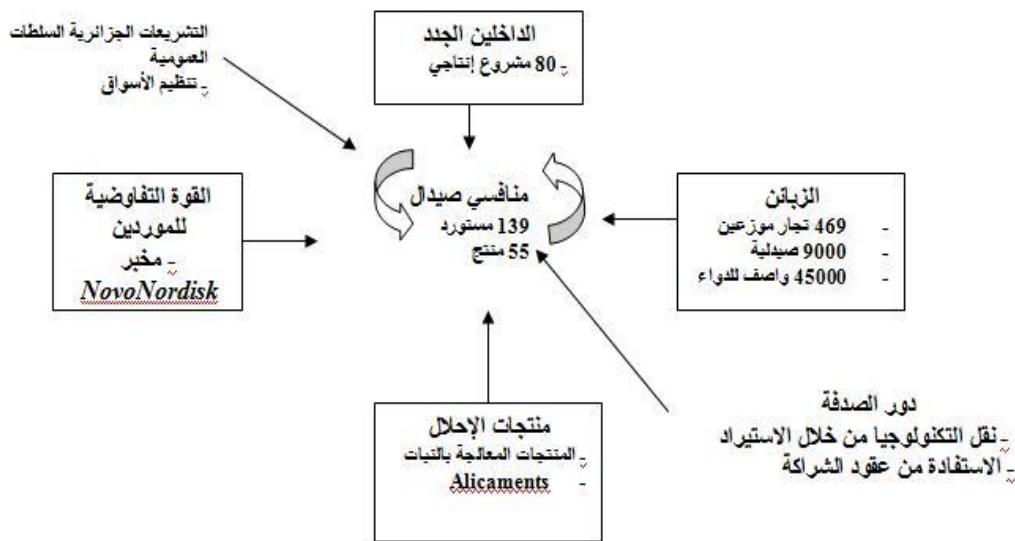 التشريعات الجزائرية السلطات
العمومية
- تنظيم الأسواق
الداخلين الجدد
- 80 مشروع إنتاجي
القوة التفاوضية
للموردين
- مخبر
NovoNordisk
منافسي صيدال
139 مستورد
55 منتج
الزبائن
- 469 تجار موزعين
- 9000 صيدلية
- 45000 واصف للدواء
منتجات الإحلال
- المنتجات المعالجة بالنبات
- Alicaments
دور الصدفة
- نقل التكنولوجيا من خلال الاستيراد
- الاستفادة من عقود الشراكة